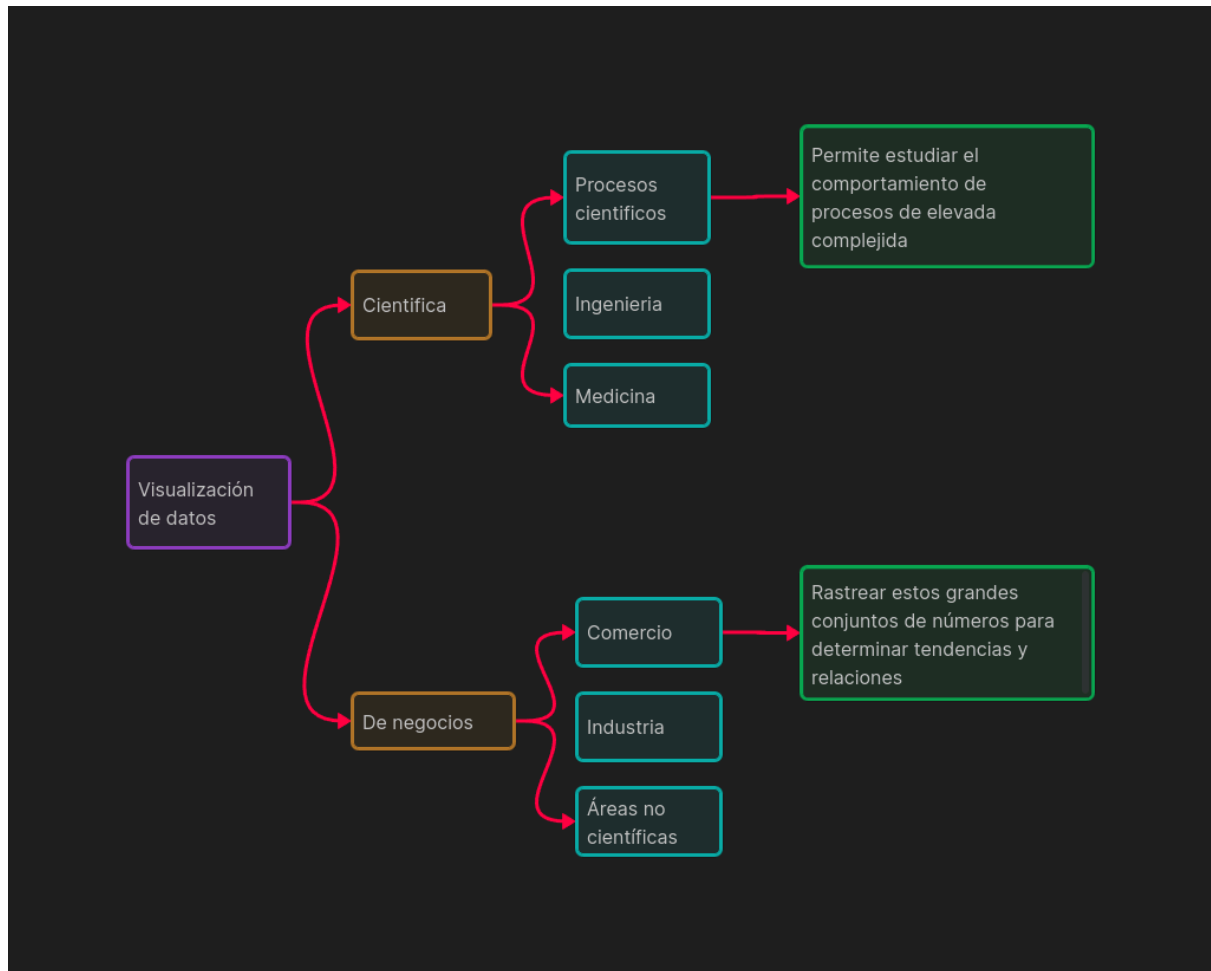 Visualización
de datos
Cientifica
Procesos
cientificos
Permite estudiar el
comportamiento de
procesos de elevada
complejida
Ingenieria
Medicina
De negocios
Comercio
Rastrear estos grandes
conjuntos de números para
determinar tendencias y
relaciones
Industria
Áreas no
científicas